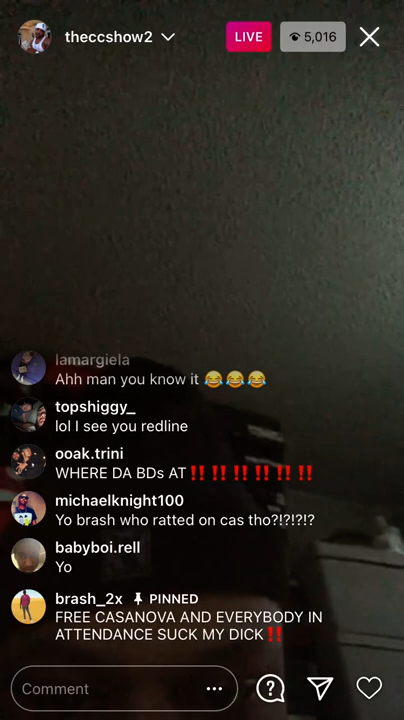 theccshow2
LIVE
5,016
lamargiela
Ahh man you know it 😂😂😂
topshiggy_
lol I see you redline
ooak.trini
WHERE DA BDs AT‼️‼️‼️‼️‼️‼️
michaelknight100
Yo brash who ratted on cas tho?!?!?!?
babyboi.rell
Yo
brash_2x PINNED
FREE CASANOVA AND EVERYBODY IN
ATTENDANCE SUCK MY DICK‼️
Comment